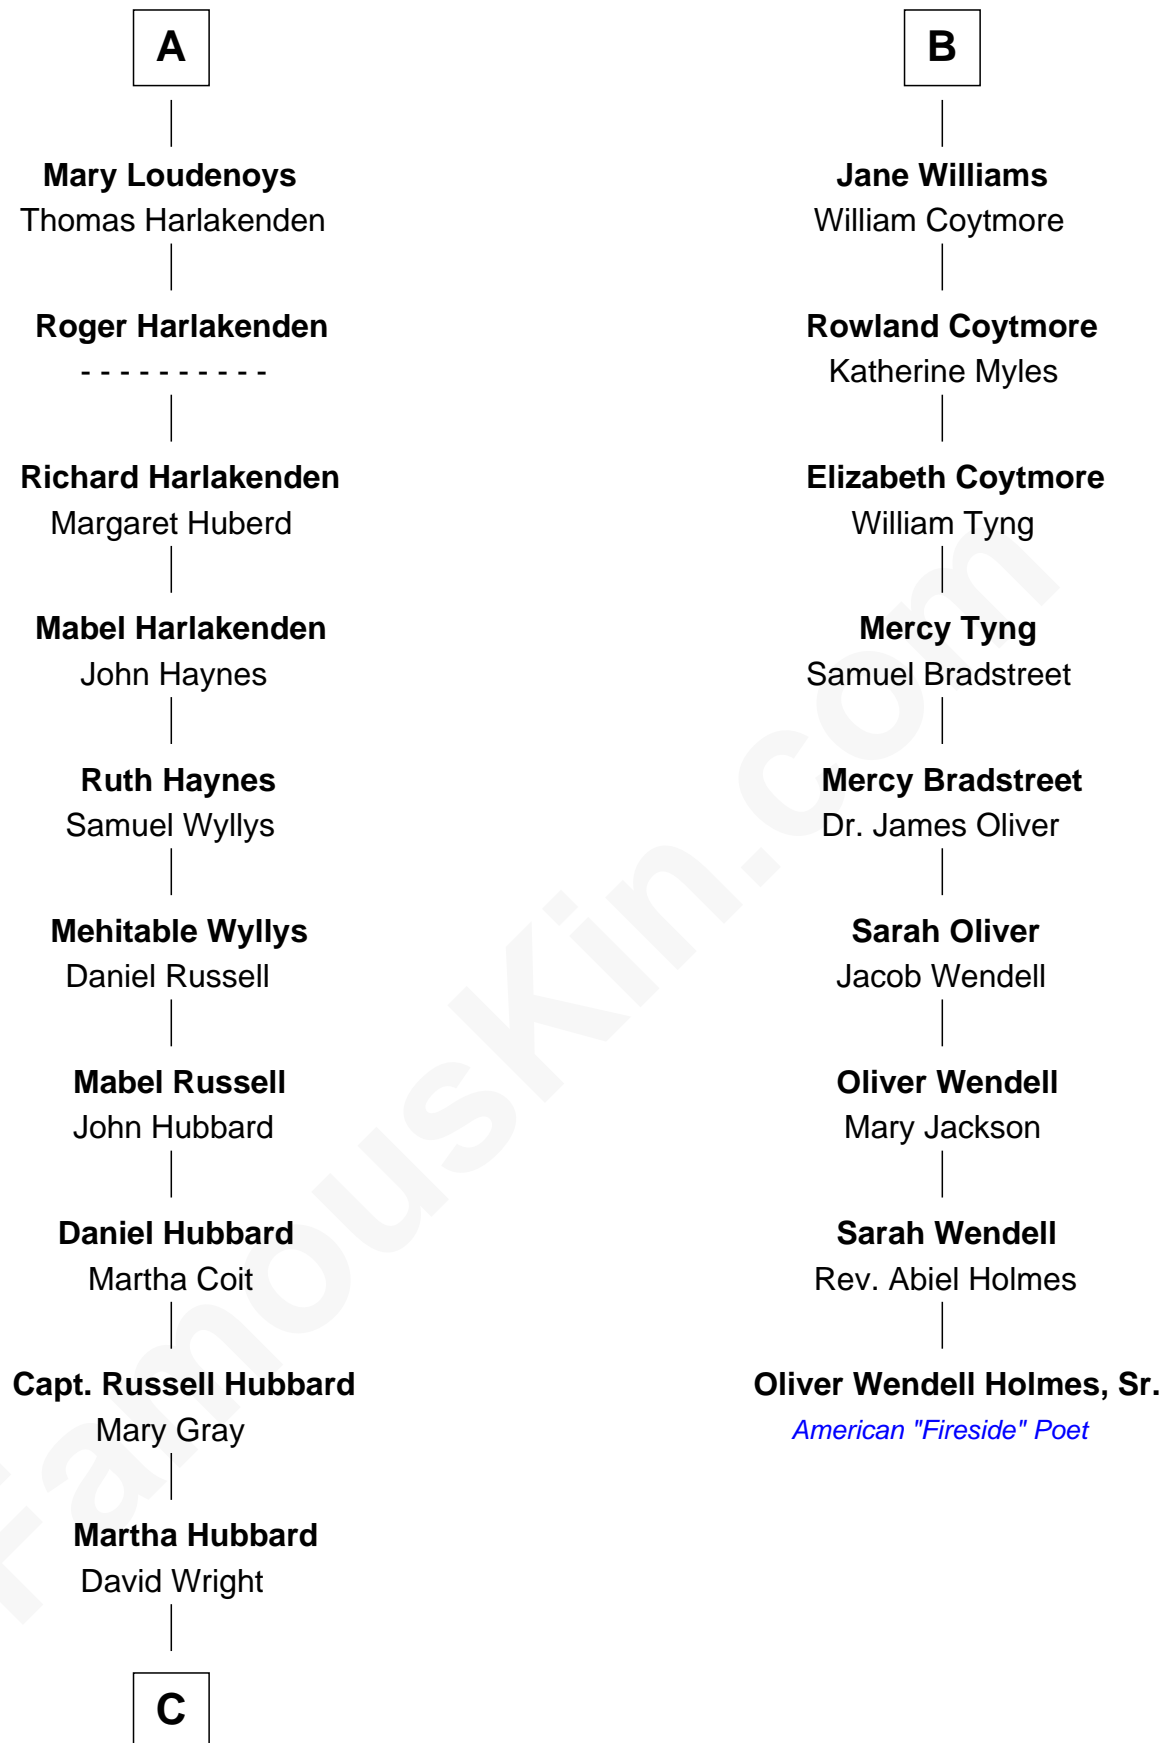 A
Mary Loudenoys
Thomas Harlakenden
Roger Harlakenden
- - - - - - - - - -
Richard Harlakenden
Margaret Huberd
Mabel Harlakenden
John Haynes
Ruth Haynes
Samuel Wyllys
Mehitable Wyllys
Daniel Russell
Mabel Russell
John Hubbard
Daniel Hubbard
Martha Coit
Capt. Russell Hubbard
Mary Gray
Martha Hubbard
David Wright
C
B
Jane Williams
William Coytmore
Rowland Coytmore
Katherine Myles
Elizabeth Coytmore
William Tyng
Mercy Tyng
Samuel Bradstreet
Mercy Bradstreet
Dr. James Oliver
Sarah Oliver
Jacob Wendell
Oliver Wendell
Mary Jackson
Sarah Wendell
Rev. Abiel Holmes
Oliver Wendell Holmes, Sr.
American "Fireside" Poet
FamousKin.com